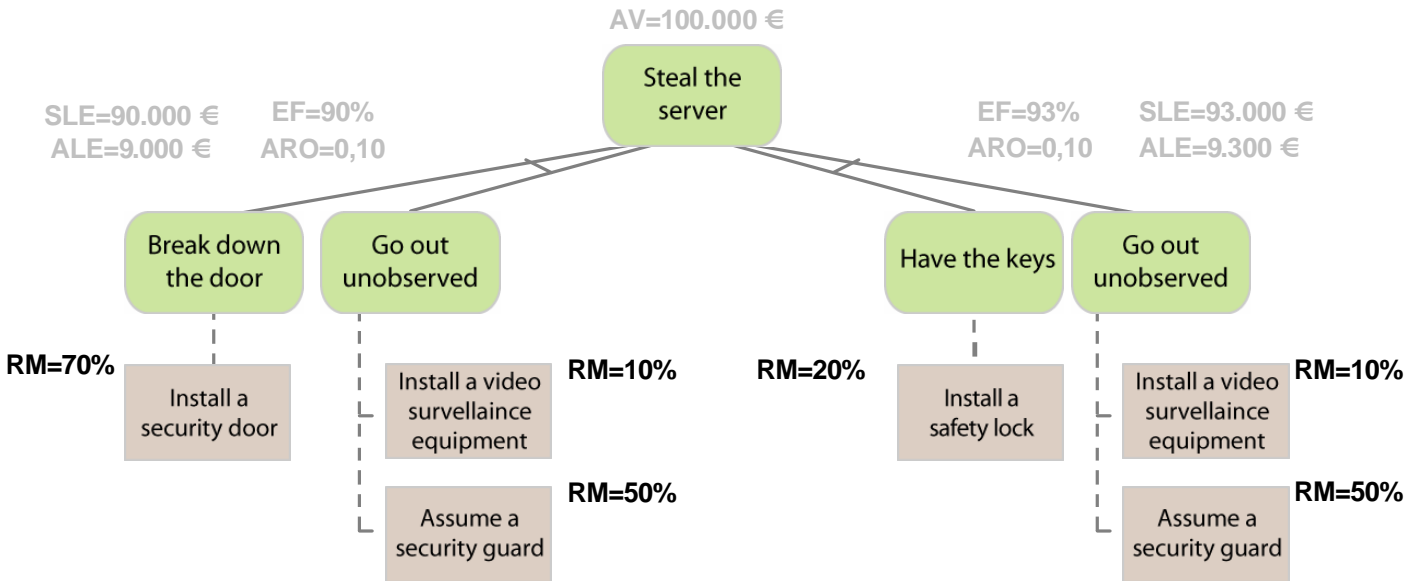 AV=100.000 €
Steal the
server
SLE=90.000 €
EF=90%
ALE=9.000 €
ARO=0,10
EF=93%
SLE=93.000 €
ARO=0,10
ALE=9.300 €
Break down
the door
Go out
unobserved
Have the keys
Go out
unobserved
RM=70%
Install a
security door
Install a video
survellaince
equipment
RM=10%
Assume a
security guard
RM=50%
RM=20%
Install a
safety lock
Install a video
survellaince
equipment
RM=10%
Assume a
security guard
RM=50%